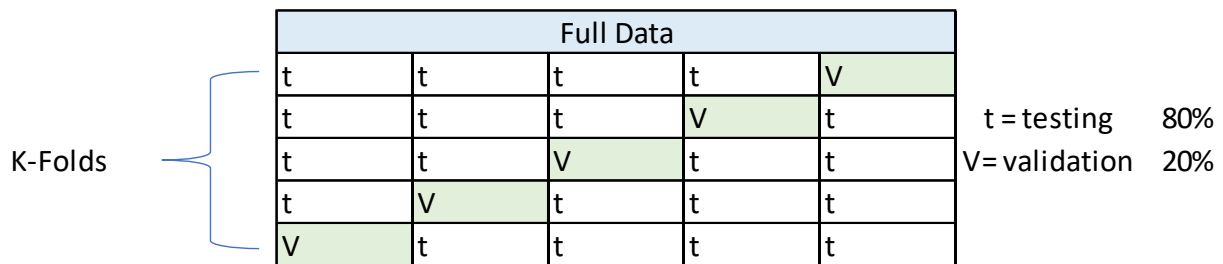 Full Data
t t t t V
t t t V t t = testing 80%
K-Folds t t V t t V= validation 20%
t V t t t
V t t t t